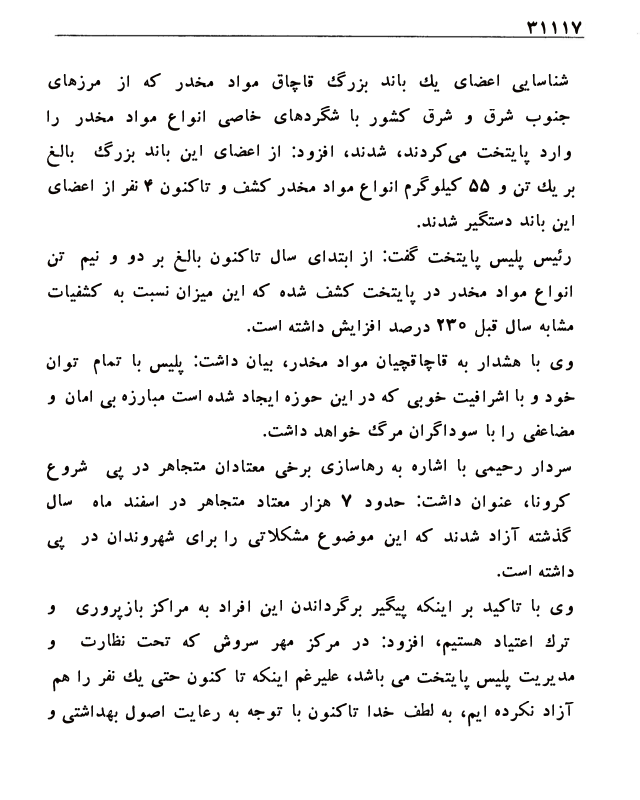 ۳۱۱۱۷
شناسایی اعضای یك باند بزرگ قاچاق مواد مخدر که از مرزهای
جنوب شرق و شرق کشور با شگردهای خاصی انواع مواد مخدر را
وارد پایتخت می‌کردند، شدند، افزود: از اعضای این باند بزرگ بالغ
بر یك تن و ۵۵ کیلوگرم انواع مواد مخدر کشف و تاکنون ۴ نفر از اعضای
این باند دستگیر شدند.
رئیس پلیس پایتخت گفت: از ابتدای سال تاکنون بالغ بر دو و نیم تن
انواع مواد مخدر در پایتخت کشف شده که این میزان نسبت به کشفیات
مشابه سال قبل ۲۳۰ درصد افزایش داشته است.
وی با هشدار به قاچاقچیان مواد مخدر، بیان داشت: پلیس با تمام توان
خود و با اشرافیت خوبی که در این حوزه ایجاد شده است مبارزه بی امان و
مضاعفی را با سوداگران مرگ خواهد داشت.
سردار رحیمی با اشاره به رهاسازی برخی معتادان متجاهر در پی شروع
کرونا، عنوان داشت: حدود ۷ هزار معتاد متجاهر در اسفند ماه سال
گذشته آزاد شدند که این موضوع مشکلاتی را برای شهروندان در پی
داشته است.
وی با تاکید بر اینکه پیگیر برگرداندن این افراد به مراکز بازپروری و
ترك اعتیاد هستیم، افزود: در مرکز مهر سروش که تحت نظارت و
مدیریت پلیس پایتخت می باشد، علیرغم اینکه تا کنون حتی یك نفر را هم
آزاد نکرده ایم، به لطف خدا تاکنون با توجه به رعایت اصول بهداشتی و